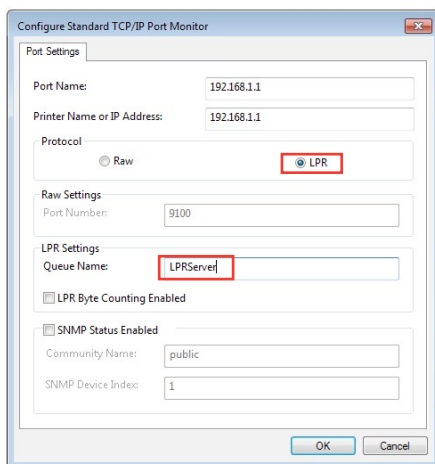 Configure Standard TCP/IP Port Monitor
Port Settings
Port Name: 192.168.1.1
Printer Name or IP Address: 192.168.1.1
Protocol
Raw LPR
Raw Settings
Port Number: 9100
LPR Settings
Queue Name: LPRServer
LPR Byte Counting Enabled
SNMP Status Enabled
Community Name: public
SNMP Device Index: 1
OK Cancel